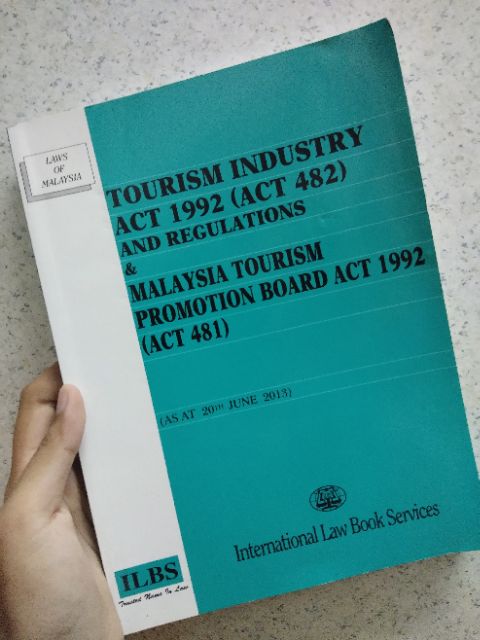 LAWS
OF
MALAYSIA
TOURISM INDUSTRY
ACT 1992 (ACT 482)
AND REGULATIONS
&
MALAYSIA TOURISM
PROMOTION BOARD ACT 1992
(ACT 481)
(AS AT 20TH JUNE 2013)
International Law Book Services
ILBS
Trusted Name In Law